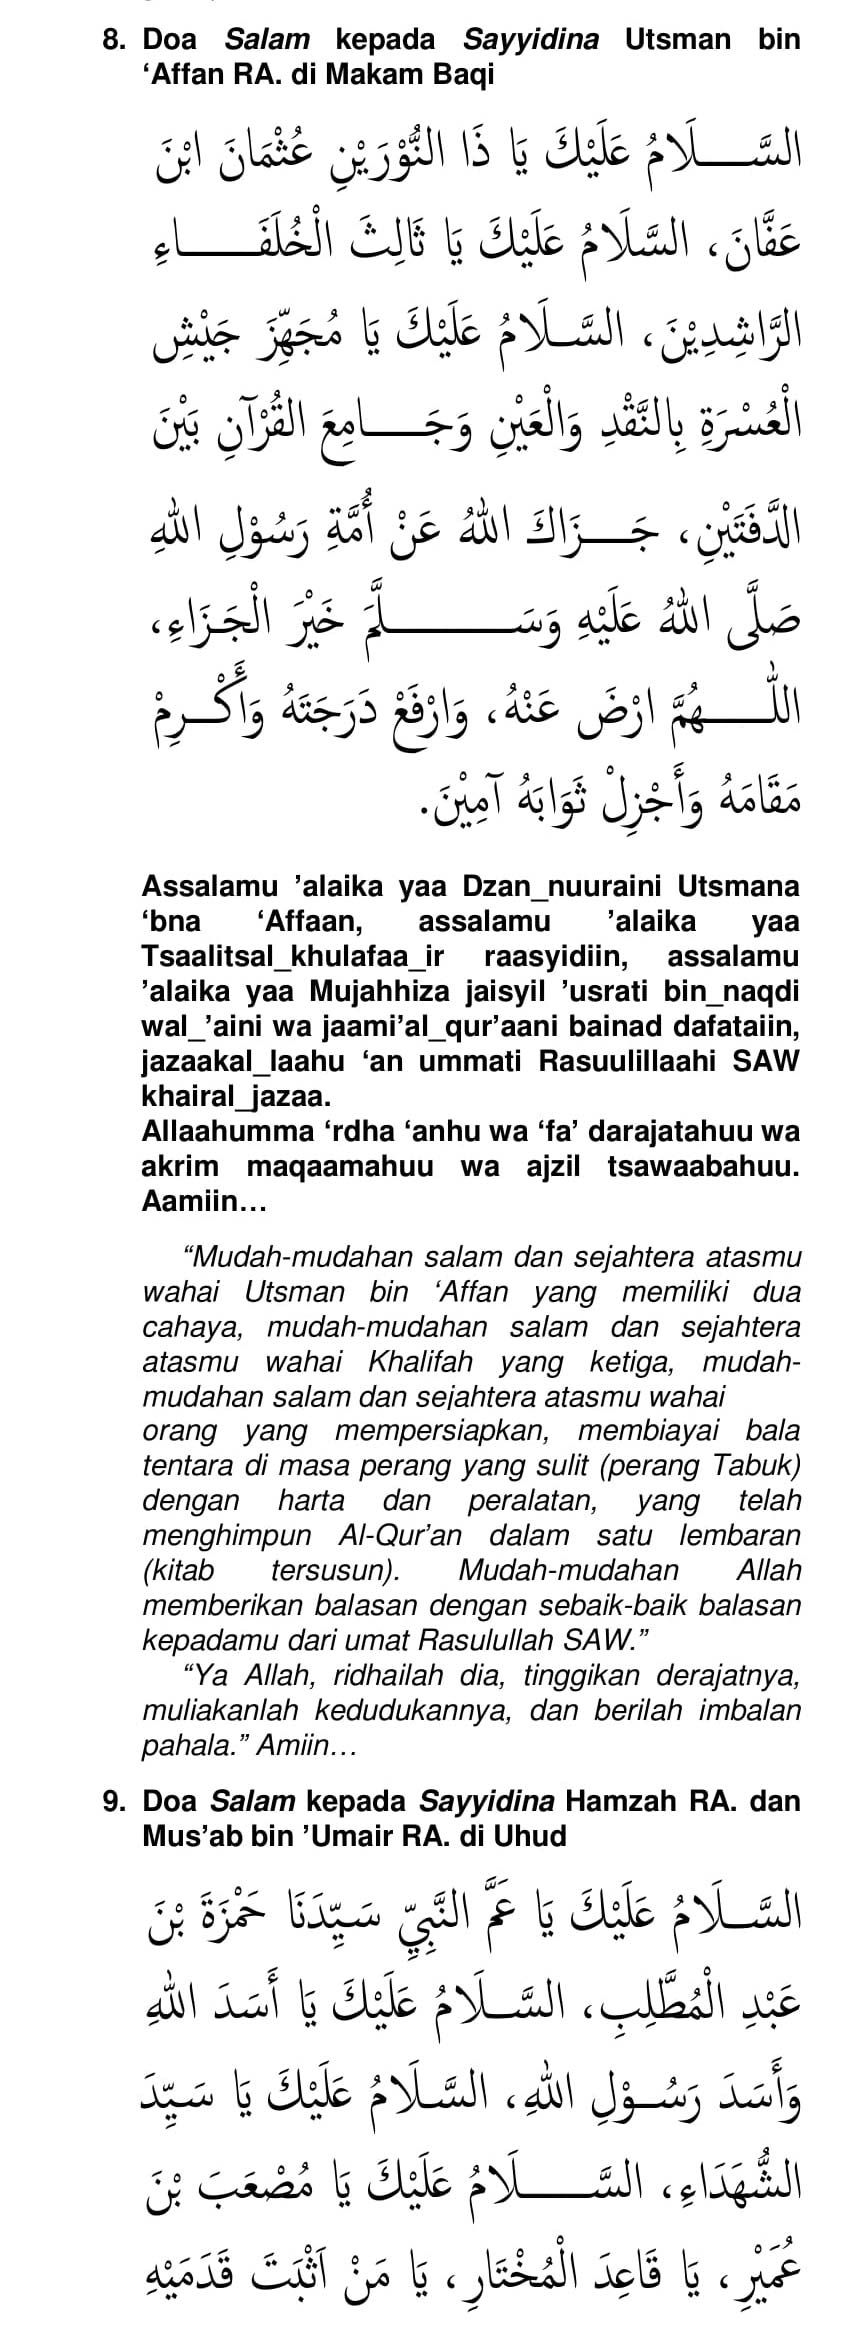 8. Doa Salam kepada Sayyidina Utsman bin
‘Affan RA. di Makam Baqi
السَّلَامُ عَلَيْكَ يَا ذَا النُّوْرَيْنِ عُثْمَانَ ابْنَ
عَفَّانَ، السَّلَامُ عَلَيْكَ يَا ثَالِثَ الْخُلَفَاءِ
الرَّاشِدِيْنَ، السَّلَامُ عَلَيْكَ يَا مُجَهِّزَ جَيْشِ
الْعُسْرَةِ بِالنَّقْدِ وَالْعَيْنِ وَجَامِعَ الْقُرْآنِ بَيْنَ
الدَّفَتَيْنِ، جَزَاكَ اللهُ عَنْ أُمَّةِ رَسُوْلِ اللهِ
صَلَّى اللهُ عَلَيْهِ وَسَلَّمَ خَيْرَ الْجَزَاءِ،
اللَّهُمَّ ارْضَ عَنْهُ، وَارْفَعْ دَرَجَتَهُ وَأَكْرِمْ
مَقَامَهُ وَأَجْزِلْ ثَوَابَهُ آمِيْنَ.
Assalamu ’alaika yaa Dzan_nuuraini Utsmana
‘bna ‘Affaan, assalamu ’alaika yaa
Tsaalitsal_khulafaa_ir raasyidiin, assalamu
’alaika yaa Mujahhiza jaisyil ’usrati bin_naqdi
wal_’aini wa jaami’al_qur’aani bainad dafataiin,
jazaakal_laahu ‘an ummati Rasuulillaahi SAW
khairal_jazaa.
Allaahumma ‘rdha ‘anhu wa ‘fa’ darajatahuu wa
akrim maqaamahuu wa ajzil tsawaabahuu.
Aamiin...
“Mudah-mudahan salam dan sejahtera atasmu
wahai Utsman bin ‘Affan yang memiliki dua
cahaya, mudah-mudahan salam dan sejahtera
atasmu wahai Khalifah yang ketiga, mudah-
mudahan salam dan sejahtera atasmu wahai
orang yang mempersiapkan, membiayai bala
tentara di masa perang yang sulit (perang Tabuk)
dengan harta dan peralatan, yang telah
menghimpun Al-Qur’an dalam satu lembaran
(kitab tersusun). Mudah-mudahan Allah
memberikan balasan dengan sebaik-baik balasan
kepadamu dari umat Rasulullah SAW.”
“Ya Allah, ridhailah dia, tinggikan derajatnya,
muliakanlah kedudukannya, dan berilah imbalan
pahala.” Amiin...
9. Doa Salam kepada Sayyidina Hamzah RA. dan
Mus’ab bin ’Umair RA. di Uhud
السَّلَامُ عَلَيْكَ يَا عَمَّ النَّبِيِّ سَيِّدَنَا حَمْزَةَ بْنَ
عَبْدِ الْمُطَّلِبِ، السَّلَامُ عَلَيْكَ يَا أَسَدَ اللهِ
وَأَسَدَ رَسُوْلِ اللهِ، السَّلَامُ عَلَيْكَ يَا سَيِّدَ
الشُّهَدَاءِ، السَّلَامُ عَلَيْكَ يَا مُصْعَبَ بْنَ
عُمَيْرٍ، يَا قَاعِدَ الْمُخْتَارِ، يَا مَنْ أَثْبَتَ قَدَمَيْهِ